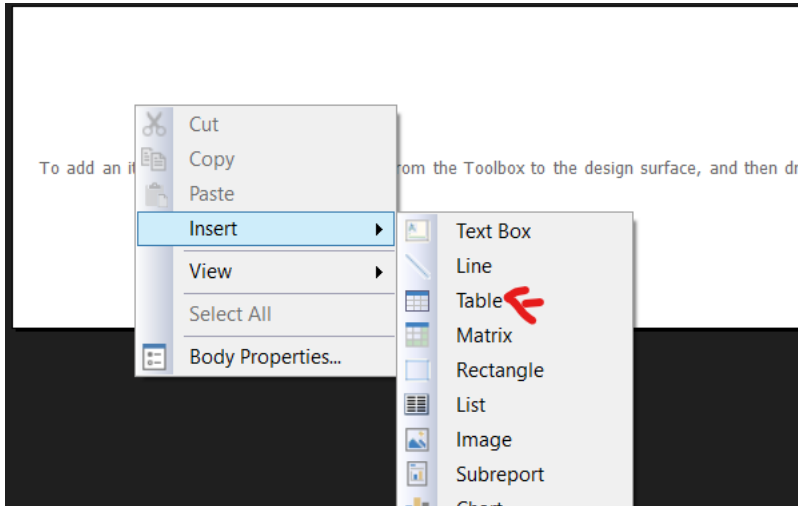 Cut
To add an it
Copy
rom the Toolbox to the design surface, and then dr
Paste
Insert
Text Box
View
Line
Table
Select All
Matrix
Body Properties...
Rectangle
List
Image
Subreport
Chart